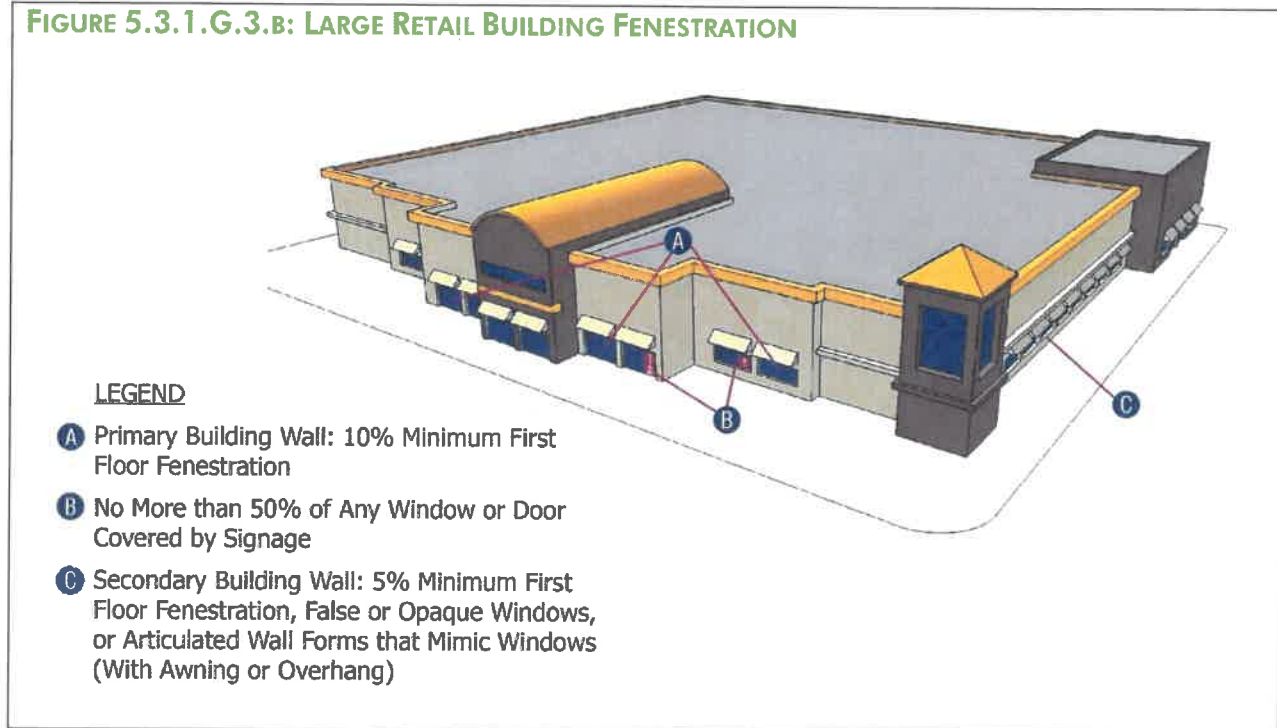 FIGURE 5.3.1.G.3.B: LARGE RETAIL BUILDING FENESTRATION
A
B
C
LEGEND
A Primary Building Wall: 10% Minimum First
Floor Fenestration
B No More than 50% of Any Window or Door
Covered by Signage
C Secondary Building Wall: 5% Minimum First
Floor Fenestration, False or Opaque Windows,
or Articulated Wall Forms that Mimic Windows
(With Awning or Overhang)